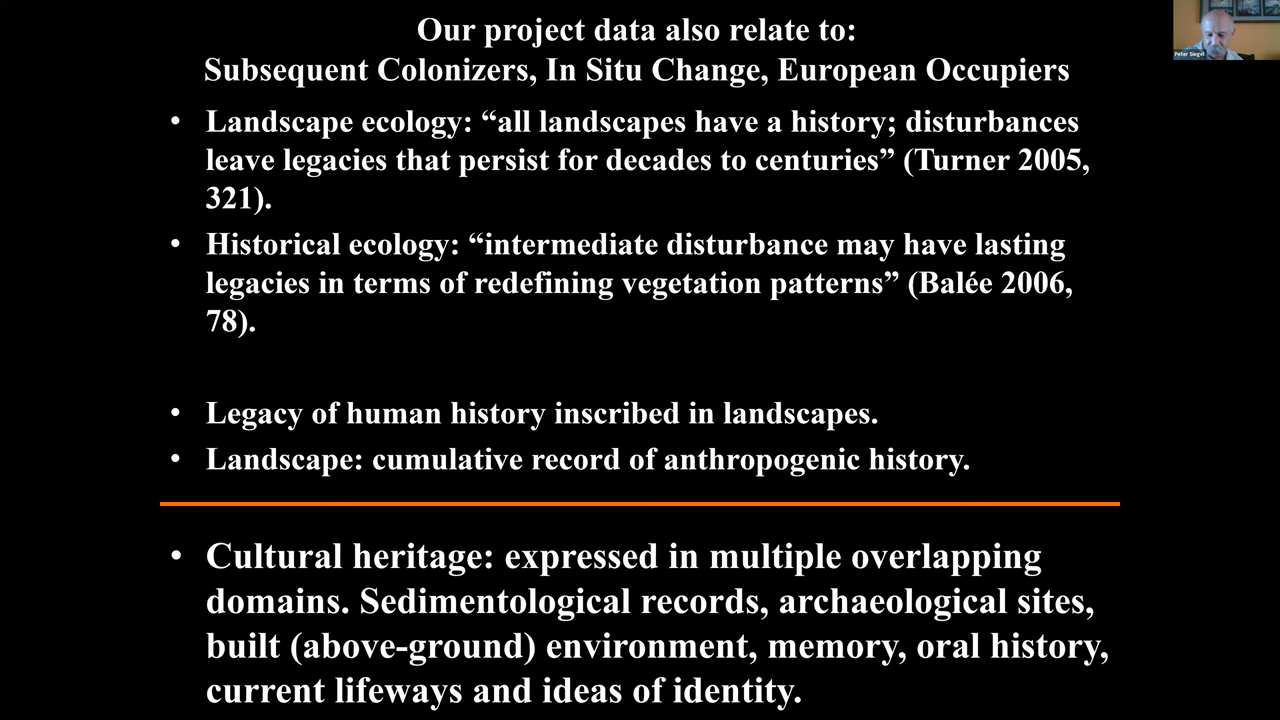 Our project data also relate to:
Subsequent Colonizers, In Situ Change, European Occupiers
Peter Siegel
• Landscape ecology: “all landscapes have a history; disturbances
leave legacies that persist for decades to centuries” (Turner 2005,
321).
• Historical ecology: “intermediate disturbance may have lasting
legacies in terms of redefining vegetation patterns” (Balée 2006,
78).
• Legacy of human history inscribed in landscapes.
• Landscape: cumulative record of anthropogenic history.
• Cultural heritage: expressed in multiple overlapping
domains. Sedimentological records, archaeological sites,
built (above-ground) environment, memory, oral history,
current lifeways and ideas of identity.